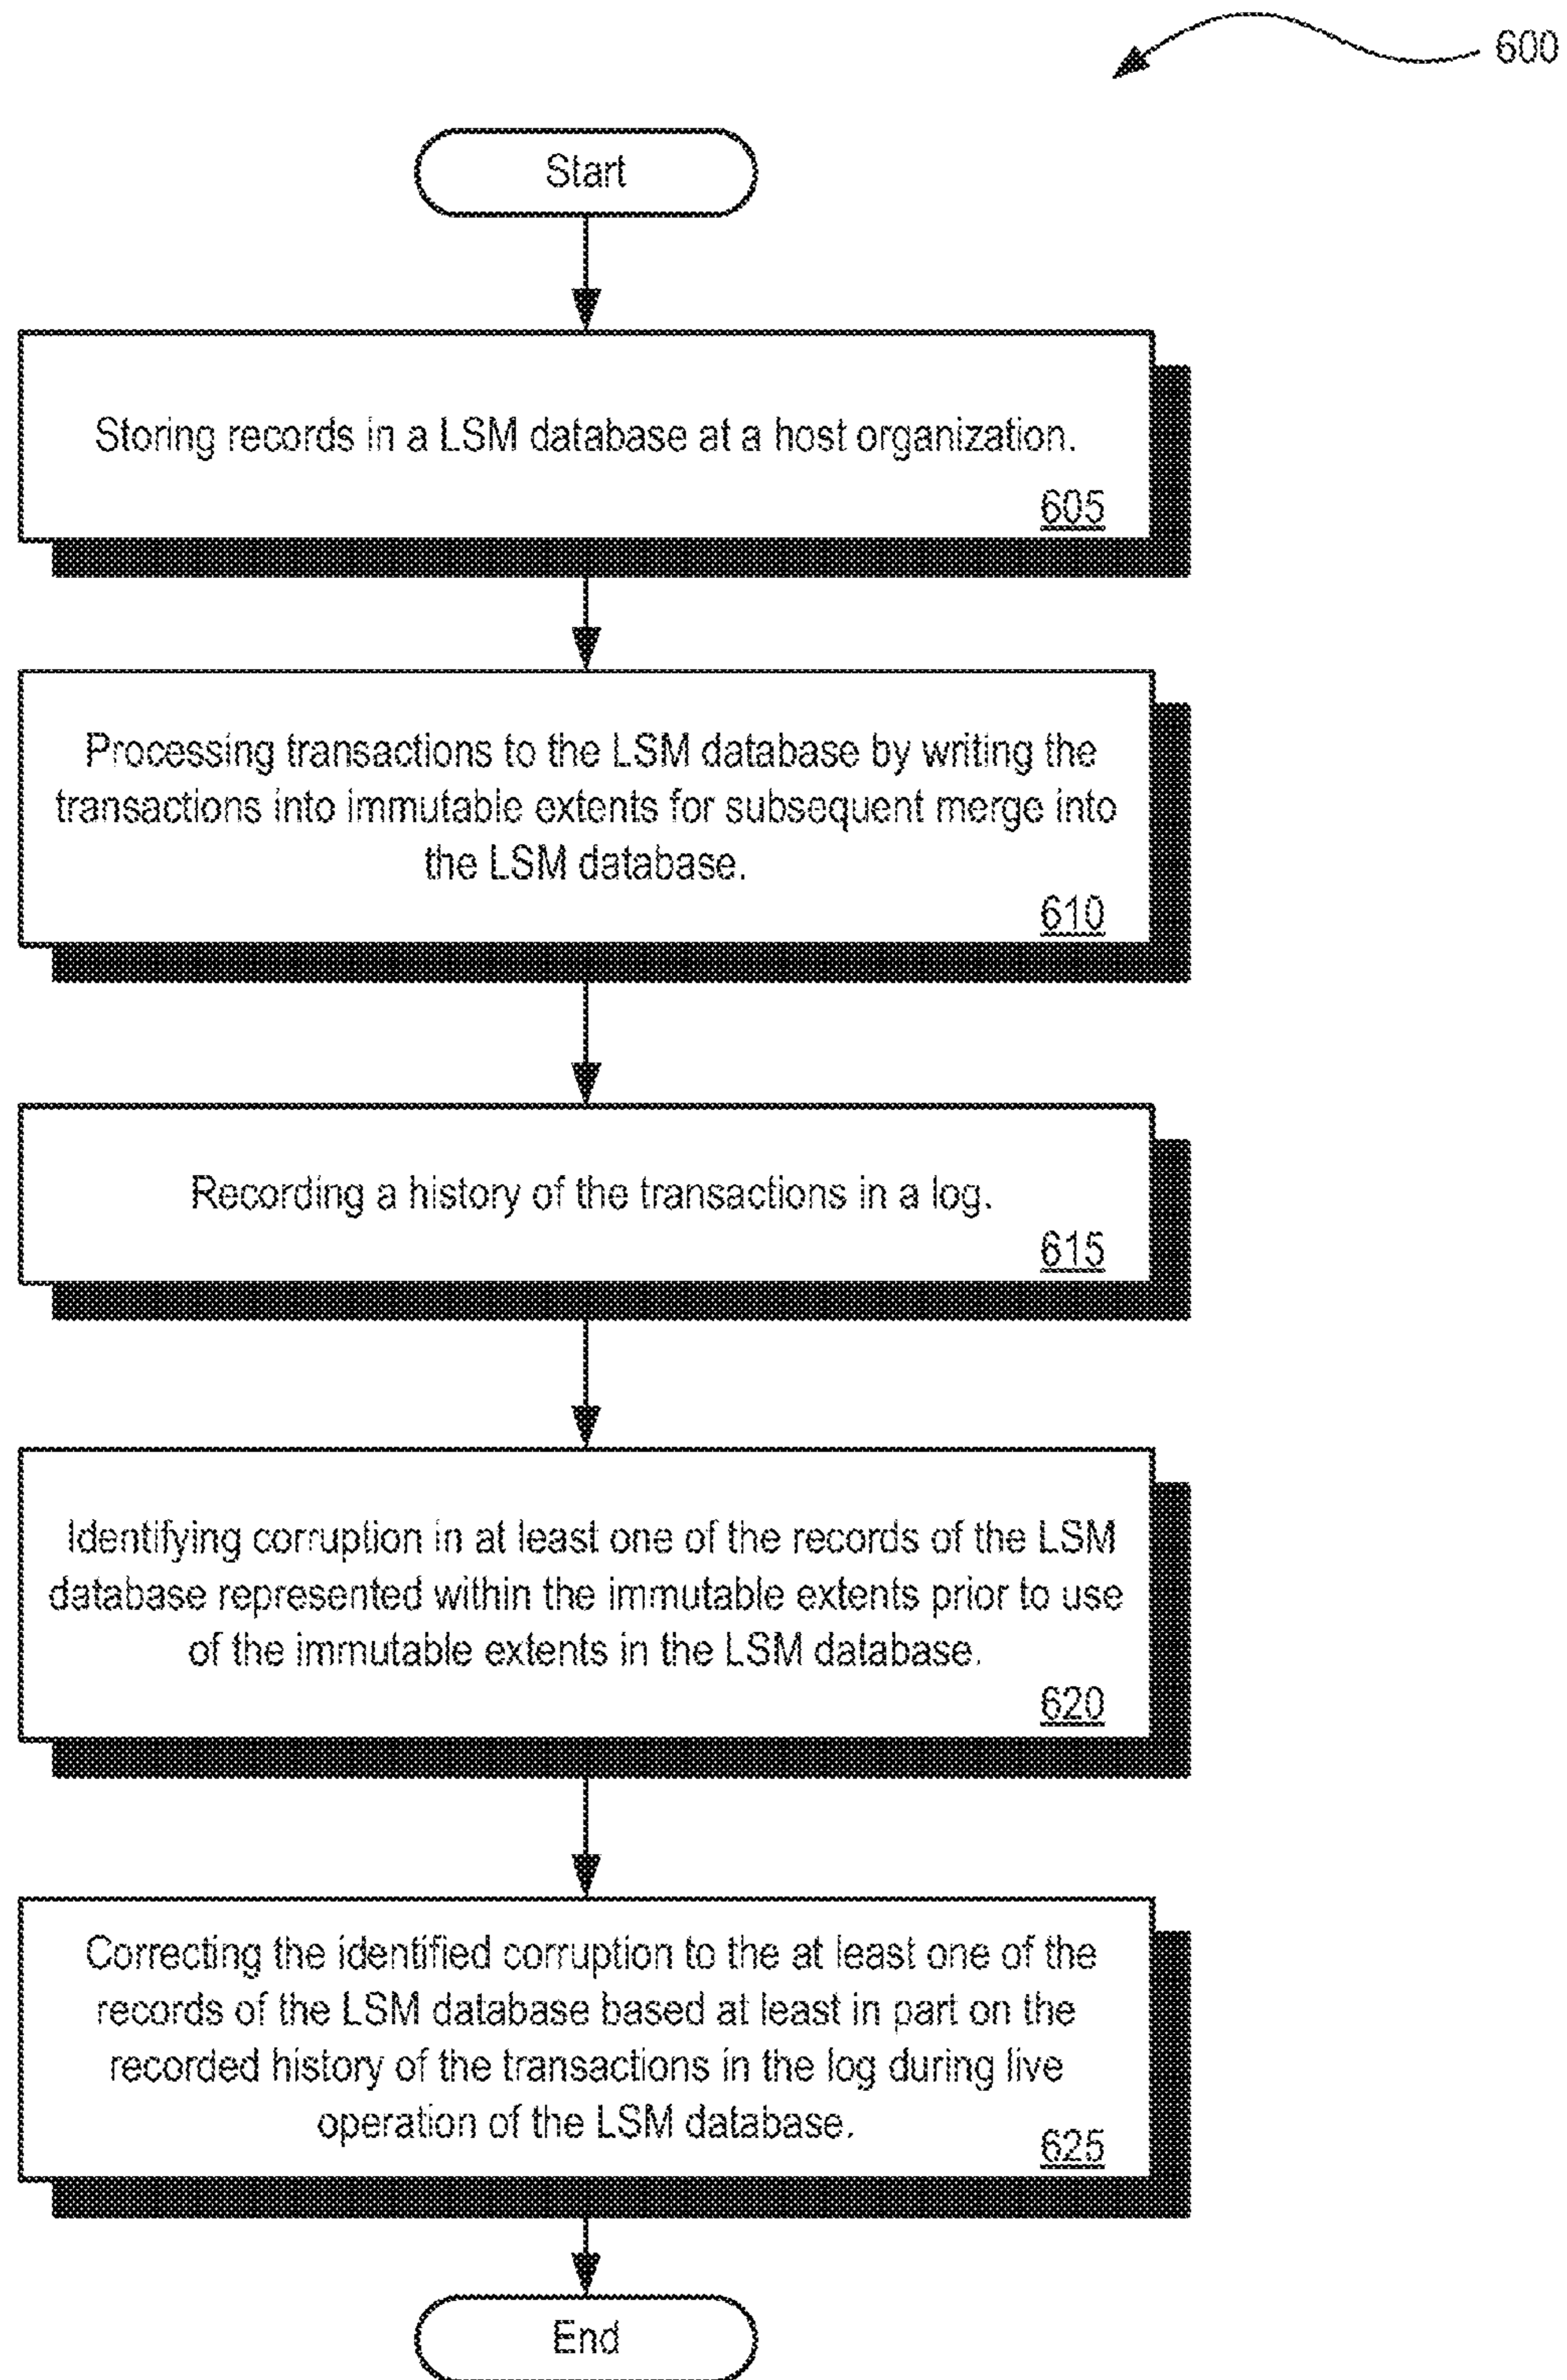 600
Start
Storing records in a LSM database at a host organization.
605
Processing transactions to the LSM database by writing the
transactions into immutable extents for subsequent merge into
the LSM database.
610
Recording a history of the transactions in a log.
615
Identifying corruption in at least one of the records of the LSM
database represented within the immutable extents prior to use
of the immutable extents in the LSM database.
620
Correcting the identified corruption to the at least one of the
records of the LSM database based at least in part on the
recorded history of the transactions in the log during live
operation of the LSM database.
625
End